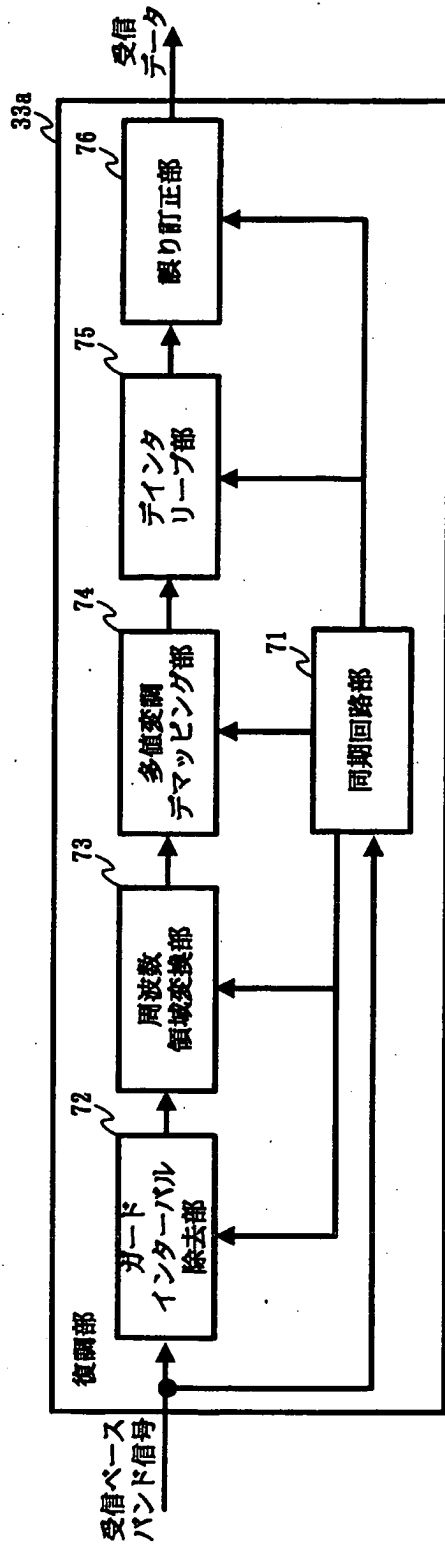 33a
復調部
受信ベース
バンド信号
72
ガード
インターバル
除去部
73
周波数
領域変換部
74
多値変調
デマッピング部
75
デインタ
リーブ部
76
誤り訂正部
71
同期回路部
受信
データ